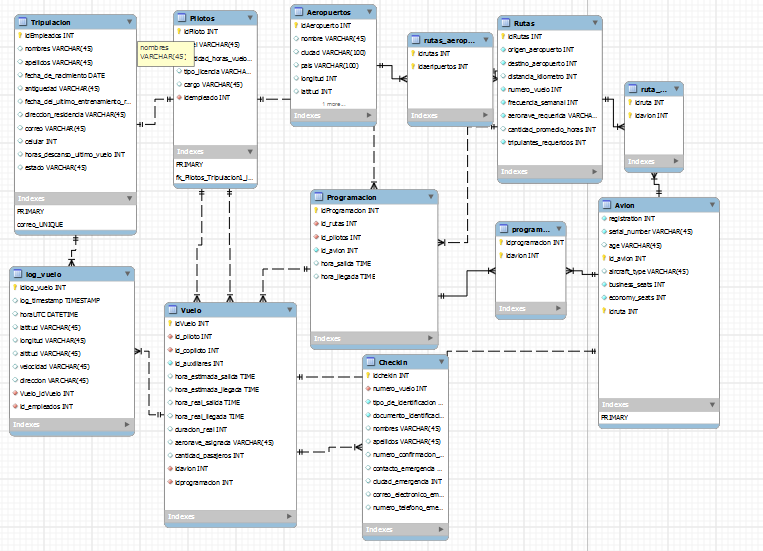 Tripulacion
idEmpleados INT
nombres VARCHAR(45)
apellidos VARCHAR(45)
fecha_de_nacimiento DATE
antiguedad VARCHAR(45)
fecha_del_ultimo_entrenamiento_r...
direccion_residencia VARCHAR(45)
correo VARCHAR(45)
celular INT
horas_descanso_ultimo_vuelo INT
estado VARCHAR(45)
Indexes
PRIMARY
correo_UNIQUE
nombres
VARCHAR(45)
Pilotos
idPiloto INT
VARCHAR(45)
tipo_licencia VARCHA...
cargo VARCHAR(45)
idempleado INT
Indexes
PRIMARY
fk_Pilotos_Tripulacion1_i...
Aeropuertos
idAeropuerto INT
nombre VARCHAR(45)
ciudad VARCHAR(100)
pais VARCHAR(100)
longitud INT
latitud INT
1 more...
Indexes
rutas_aerop...
idrutas INT
idaeripuertos INT
Indexes
Rutas
idRutas INT
origen_aeropuerto INT
destino_aeropuerto INT
distancia_kilometro INT
numero_vuelo INT
frecuencia_semanal INT
aeronave_requerida VARCHA...
cantidad_promedio_horas INT
tripulantes_requeridos INT
Indexes
ruta_...
idruta INT
idavion INT
Indexes
Programacion
idProgramacion INT
id_rutas INT
id_pilotos INT
id_avion INT
hora_salida TIME
hora_llegada TIME
Indexes
program...
idprogramacion INT
idavion INT
Indexes
Avion
registration INT
serial_number VARCHAR(45)
age VARCHAR(45)
id_avion INT
aircraft_type VARCHAR(45)
business_seats INT
economy_seats INT
idruta INT
Indexes
PRIMARY
log_vuelo
idlog_vuelo INT
log_timestamp TIMESTAMP
horaUTC DATETIME
latitud VARCHAR(45)
longitud VARCHAR(45)
altitud VARCHAR(45)
velocidad VARCHAR(45)
direccion VARCHAR(45)
Vuelo_idVuelo INT
id_empleados INT
Indexes
Vuelo
idVuelo INT
id_piloto INT
id_copiloto INT
id_auxiliares INT
hora_estimada_salida TIME
hora_estimada_llegada TIME
hora_real_salida TIME
hora_real_llegada TIME
duracion_real INT
aeronave_asignada VARCHAR(45)
cantidad_pasajeros INT
idavion INT
idprogramacion INT
Indexes
Checkin
idchekin INT
numero_vuelo INT
tipo_de_identificacion ...
documento_identificaci...
nombres VARCHAR(45)
apellidos VARCHAR(45)
numero_confirmacion_...
contacto_emergencia ...
ciudad_emergencia INT
correo_electronico_em...
numero_telefono_eme...
Indexes